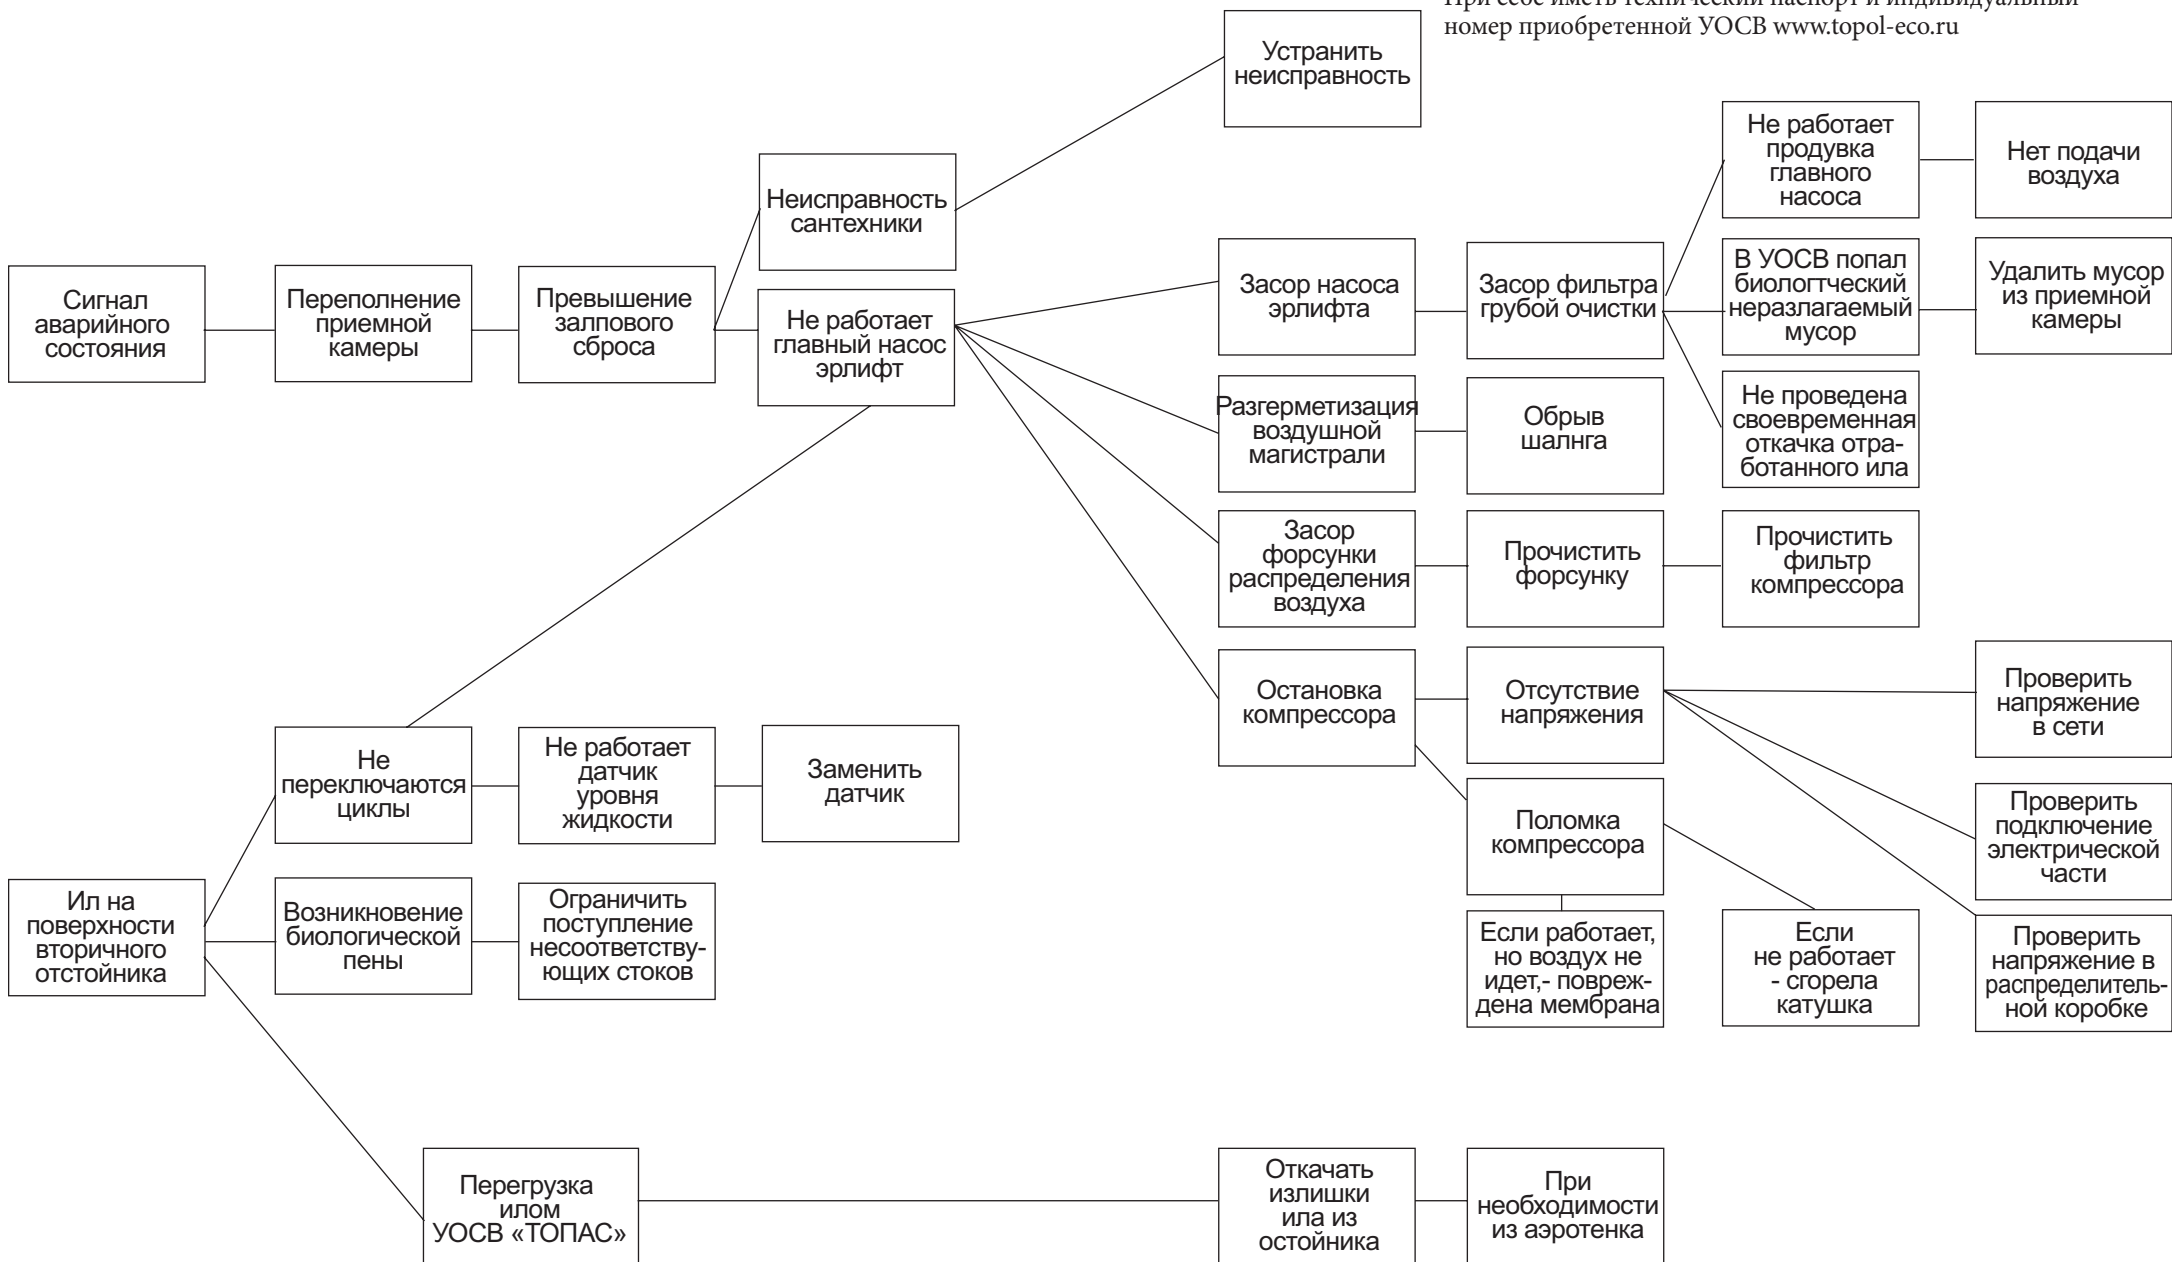 При себе иметь технический паспорт и индивидуальный
номер приобретенной УОСВ www.topol-eco.ru
Устранить
неисправность
Не работает
продувка
главного
насоса
Нет подачи
воздуха
Неисправность
сантехники
Сигнал
аварийного
состояния
Переполнение
приемной
камеры
Превышение
залпового
сброса
Не работает
главный насос
эрлифт
Засор насоса
эрлифта
Засор фильтра
грубой очистки
В УОСВ попал
биологтческий
неразлагаемый
мусор
Удалить мусор
из приемной
камеры
Разгерметизация
воздушной
магистрали
Обрыв
шалнга
Не проведена
своевременная
откачка отра-
ботанного ила
Засор
форсунки
распределения
воздуха
Прочистить
форсунку
Прочистить
фильтр
компрессора
Остановка
компрессора
Отсутствие
напряжения
Проверить
напряжение
в сети
Не
переключаются
циклы
Не работает
датчик
уровня
жидкости
Заменить
датчик
Поломка
компрессора
Проверить
подключение
электрической
части
Ил на
поверхности
вторичного
отстойника
Возникновение
биологической
пены
Ограничить
поступление
несоответству-
ющих стоков
Если работает,
но воздух не
идет,- повреж-
дена мембрана
Если
не работает
- сгорела
катушка
Проверить
напряжение в
распределитель-
ной коробке
Перегрузка
илом
УОСВ «ТОПАС»
Откачать
излишки
ила из
остойника
При
необходимости
из аэротенка